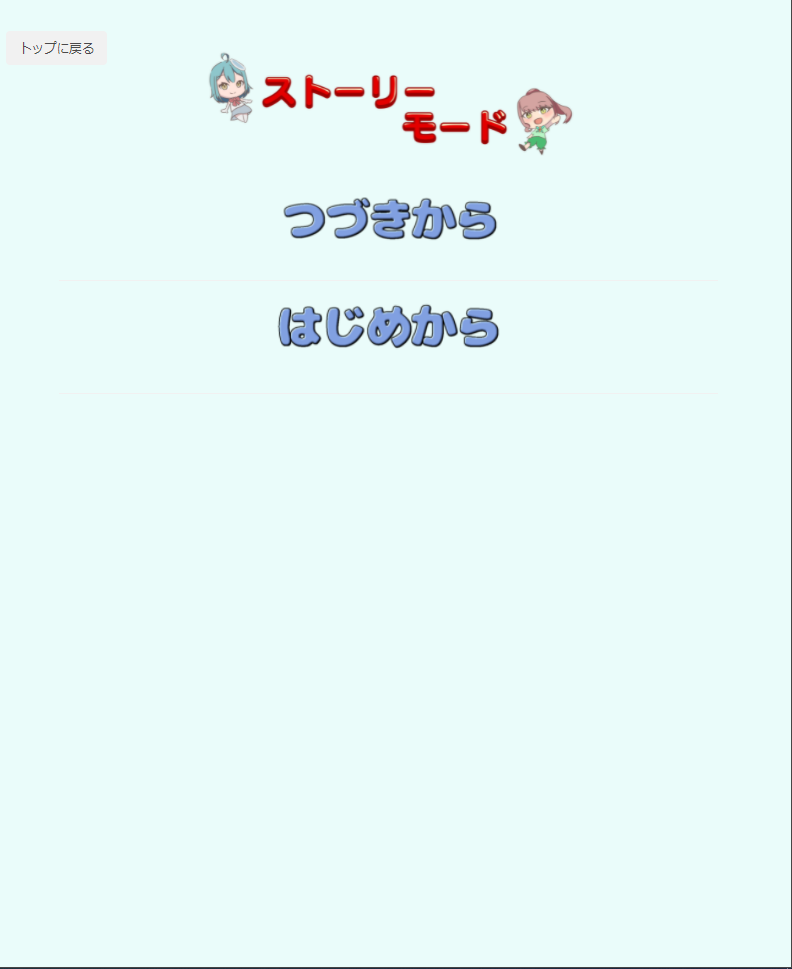 トップに戻る
ストーリー
モード
つづきから
はじめから